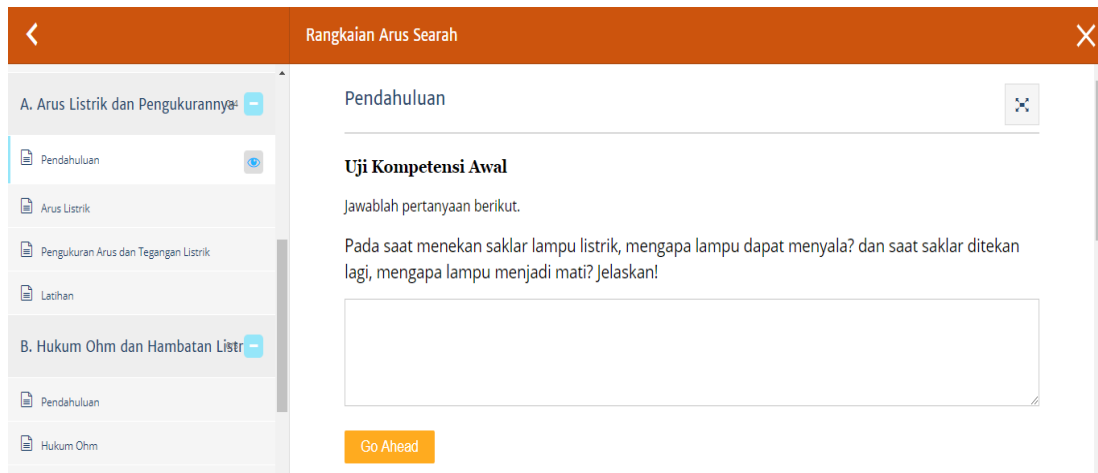 Rangkaian Arus Searah
A. Arus Listrik dan Pengukurannya
Pendahuluan
Arus Listrik
Pengukuran Arus dan Tegangan Listrik
Latihan
B. Hukum Ohm dan Hambatan Listr
Pendahuluan
Hukum Ohm
Pendahuluan
Uji Kompetensi Awal
Jawablah pertanyaan berikut.
Pada saat menekan saklar lampu listrik, mengapa lampu dapat menyala? dan saat saklar ditekan
lagi, mengapa lampu menjadi mati? Jelaskan!
Go Ahead